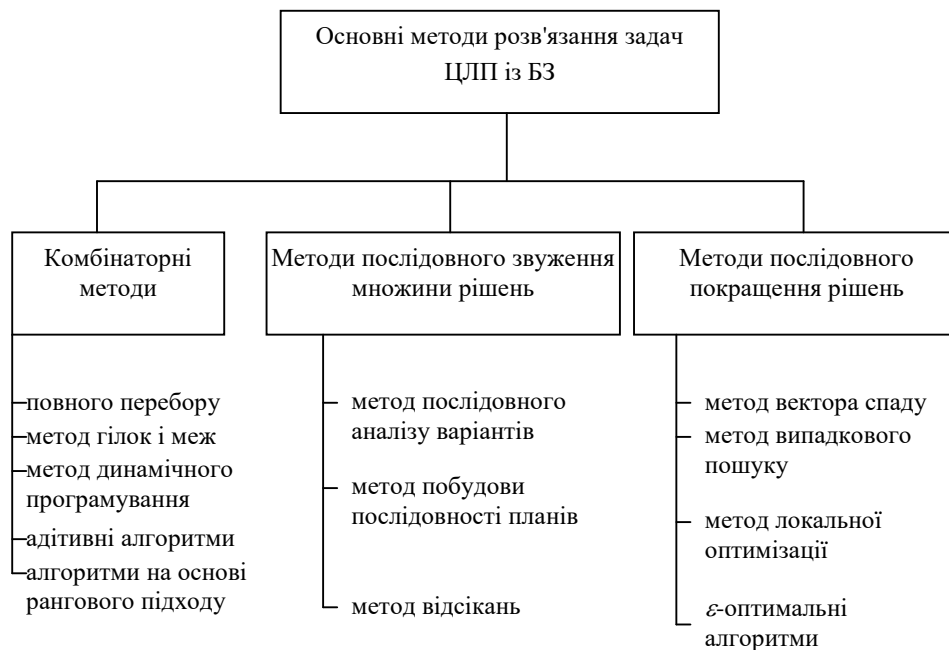 Основні методи розв'язання задач
ЦЛП із БЗ
Комбінаторні
методи
Методи послідовного звуження
множини рішень
Методи послідовного
покращення рішень
повного перебору
метод гілок і меж
метод динамічного
програмування
адітивні алгоритми
алгоритми на основі
рангового підходу
метод послідовного
аналізу варіантів
метод побудови
послідовності планів
метод відсікань
метод вектора спаду
метод випадкового
пошуку
метод локальної
оптимізації
ε-оптимальні
алгоритми